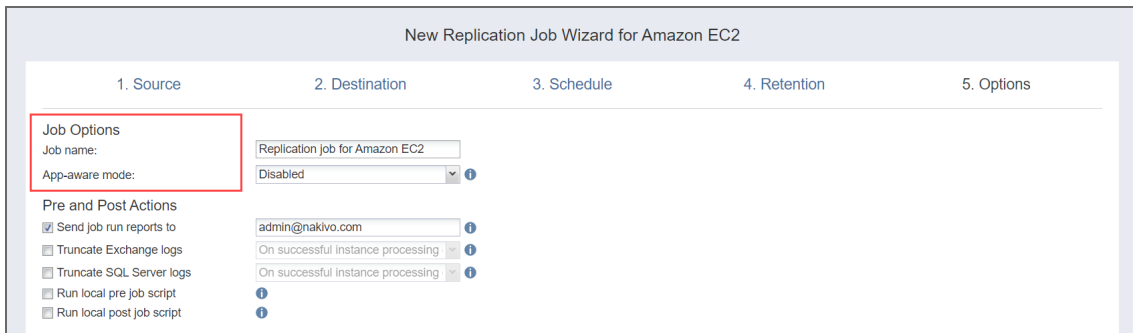 New Replication Job Wizard for Amazon EC2
1. Source 2. Destination 3. Schedule 4. Retention 5. Options
Job Options
Job name: Replication job for Amazon EC2
App-aware mode: Disabled
Pre and Post Actions
Send job run reports to admin@nakivo.com
Truncate Exchange logs On successful instance processing
Truncate SQL Server logs On successful instance processing
Run local pre job script
Run local post job script